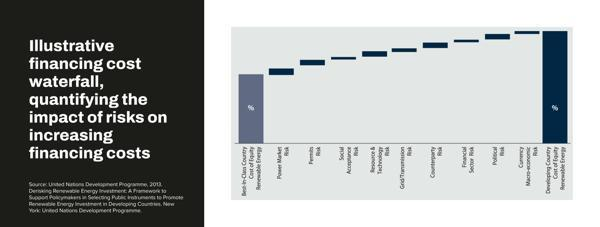 Illustrative
financing cost
waterfall,
quantifying the
impact of risks on
increasing
financing costs
Source: United Nations Development Programme, 2013.
Derisking Renewable Energy Investment: A Framework to
Support Policymakers in Selecting Public Instruments to Promote
Renewable Energy Investment in Developing Countries. New
York: United Nations Development Programme.
%
%
Best-In-Class Country
Cost of Equity
Renewable Energy
Power Market
Risk
Permits
Risk
Social
Acceptance
Risk
Resource &
Technology
Risk
Grid/Transmission
Risk
Counterparty
Risk
Financial
Sector Risk
Political
Risk
Currency
Macro-economic
Risk
Developing Country
Cost of Equity
Renewable Energy